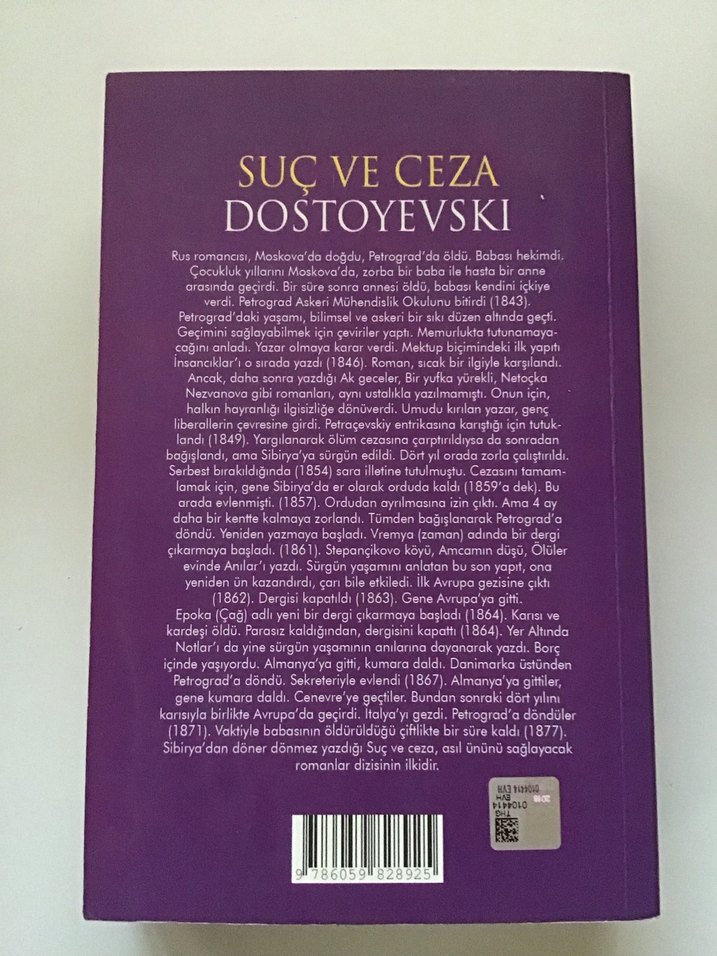 SUÇ VE CEZA
DOSTOYEVSKI
Rus romancısı, Moskova'da doğdu, Petrograd'da öldü. Babası hekimdi.
Çocukluk yıllarını Moskova'da, zorba bir baba ile hasta bir anne
arasında geçirdi. Bir süre sonra annesi öldü, babası kendini içkiye
verdi. Petrograd Askeri Mühendislik Okulunu bitirdi (1843).
Petrograd'daki yaşamı, bilimsel ve askeri bir sıkı düzen altında geçti.
Geçimini sağlayabilmek için çeviriler yaptı. Memurlukta tutunamaya-
cağını anladı. Yazar olmaya karar verdi. Mektup biçimindeki ilk yapıtı
İnsancıklar'ı o sırada yazdı (1846). Roman, sıcak bir ilgiyle karşılandı.
Ancak, daha sonra yazdığı Ak geceler, Bir yufka yürekli, Netoçka
Nezvanova gibi romanları, aynı ustalıkla yazılmamıştı. Onun için,
halkın hayranlığı ilgisizliğe dönüverdi. Umudu kırılan yazar, genç
liberallerin çevresine girdi. Petraçevskiy entrikasına karıştığı için tutuk-
landı (1849). Yargılanarak ölüm cezasına çarptırıldıysa da sonradan
bağışlandı, ama Sibirya'ya sürgün edildi. Dört yıl orada zorla çalıştırıldı.
Serbest bırakıldığında (1854) sara illetine tutulmuştu. Cezasını tamam-
lamak için, gene Sibirya'da er olarak orduda kaldı (1859'a dek). Bu
arada evlenmişti. (1857). Ordudan ayrılmasına izin çıktı. Ama 4 ay
daha bir kentte kalmaya zorlandı. Tümden bağışlanarak Petrograd'a
döndü. Yeniden yazmaya başladı. Vremya (zaman) adında bir dergi
çıkarmaya başladı. (1861). Stepançikovo köyü, Amcamın düşü, Ölüler
evinde Anılar'ı yazdı. Sürgün yaşamını anlatan bu son yapıt, ona
yeniden ün kazandırdı, çarı bile etkiledi. İlk Avrupa gezisine çıktı
(1862). Dergisi kapatıldı (1863). Gene Avrupa'ya gitti.
Epoka (Çağ) adlı yeni bir dergi çıkarmaya başladı (1864). Karısı ve
kardeşi öldü. Parasız kaldığından, dergisini kapattı (1864). Yer Altında
Notlar'ı da yine sürgün yaşamının anılarına dayanarak yazdı. Borç
içinde yaşıyordu. Almanya'ya gitti, kumara daldı. Danimarka üstünden
Petrograd'a döndü. Sekreteriyle evlendi (1867). Almanya'ya gittiler,
gene kumara daldı. Cenevre'ye geçtiler. Bundan sonraki dört yılını
karısıyla birlikte Avrupa'da geçirdi. İtalya'yı gezdi. Petrograd'a döndüler
(1871). Vaktiyle babasının öldürüldüğü çiftlikte bir süre kaldı (1877).
Sibirya'dan döner dönmez yazdığı Suç ve ceza, asıl ününü sağlayacak
romanlar dizisinin ilkidir.
0104414 EVH
2018
EVH
0104414
THG
9 786059 828925